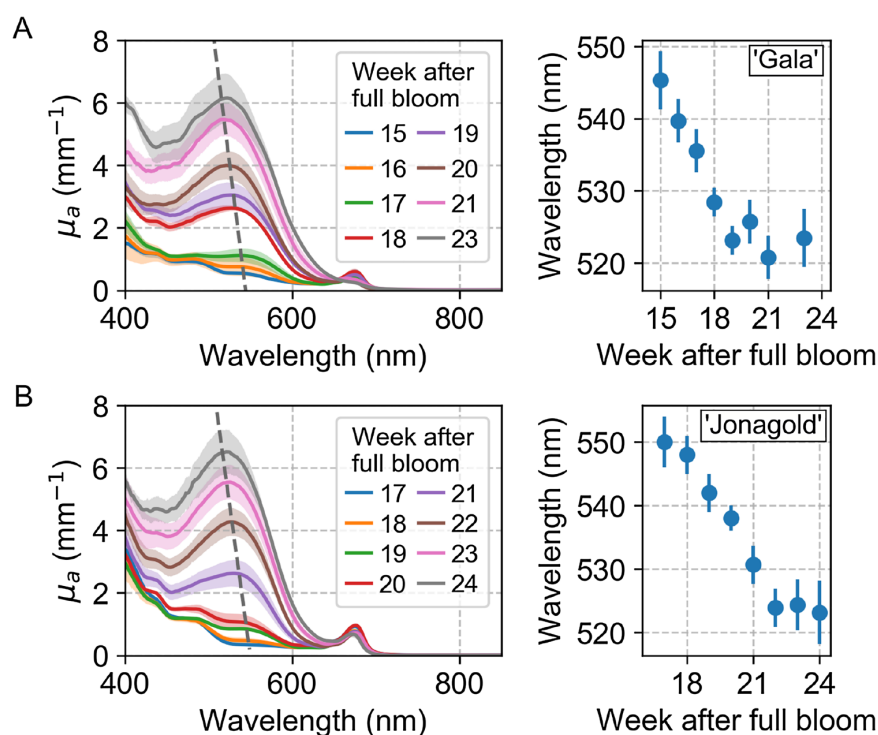 A
8
6
4
2
0
μa (mm−1)
400
600
800
Wavelength (nm)
Week after
full bloom
15
19
16
20
17
21
18
23
550
540
530
520
Wavelength (nm)
'Gala'
15
18
21
24
Week after full bloom
B
8
6
4
2
0
μa (mm−1)
400
600
800
Wavelength (nm)
Week after
full bloom
17
21
18
22
19
23
20
24
550
540
530
520
Wavelength (nm)
'Jonagold'
18
21
24
Week after full bloom